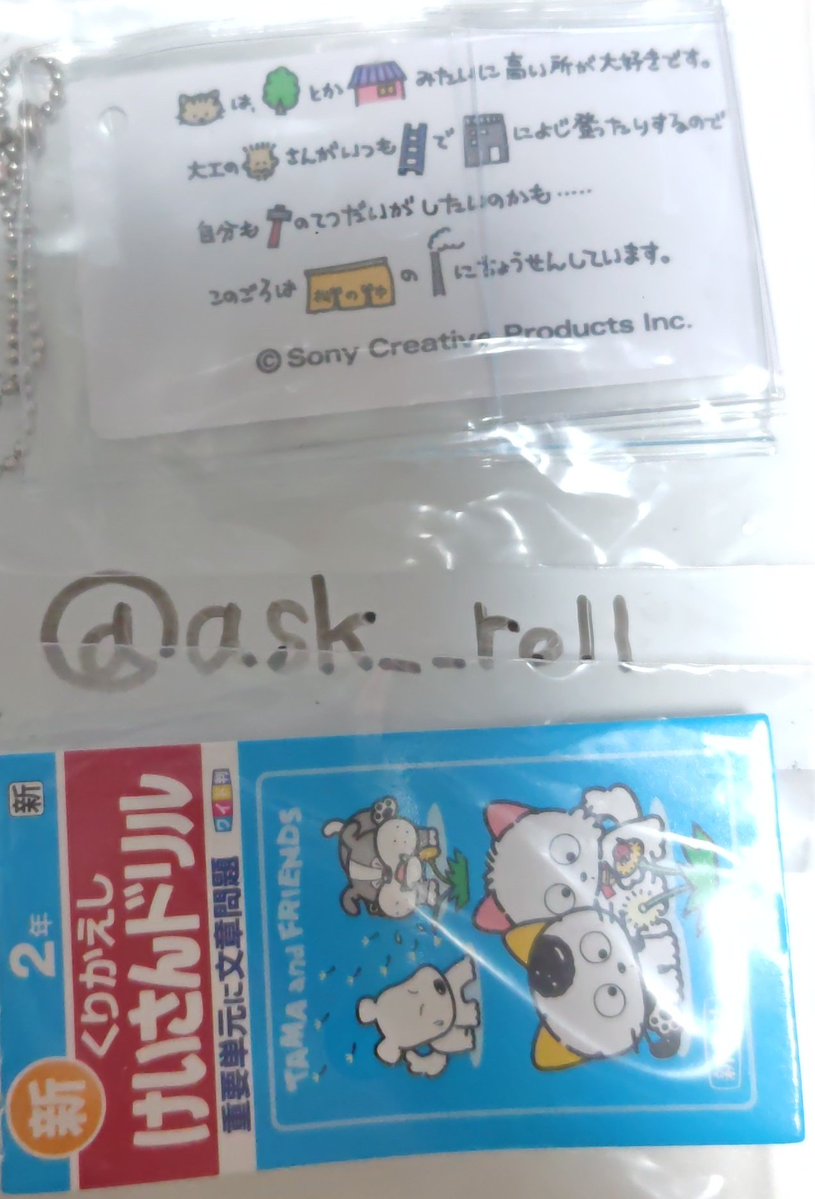 は、とか みたいに高い所が大好きです。
大工の さんがいつも で によじ登ったりするので
自分も のてつだいがしたいのかも……
このごろは の にちょうせんしています。
©Sony Creative Products Inc.
@ask__roll
新
2年
新
くりかえし
けいさんドリル
重要単元に文章問題
ワイド判
TAMA and FRIENDS